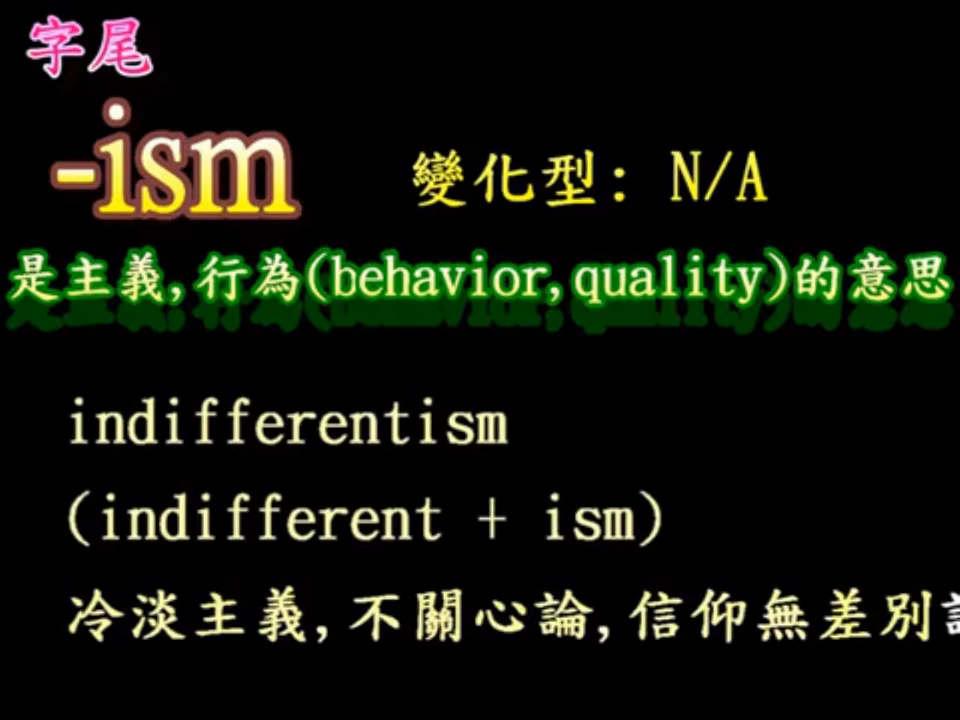 字尾
-ism
變化型: N/A
是主義,行為(behavior,quality)的意思
indifferentism
(indifferent + ism)
冷淡主義,不關心論,信仰無差別